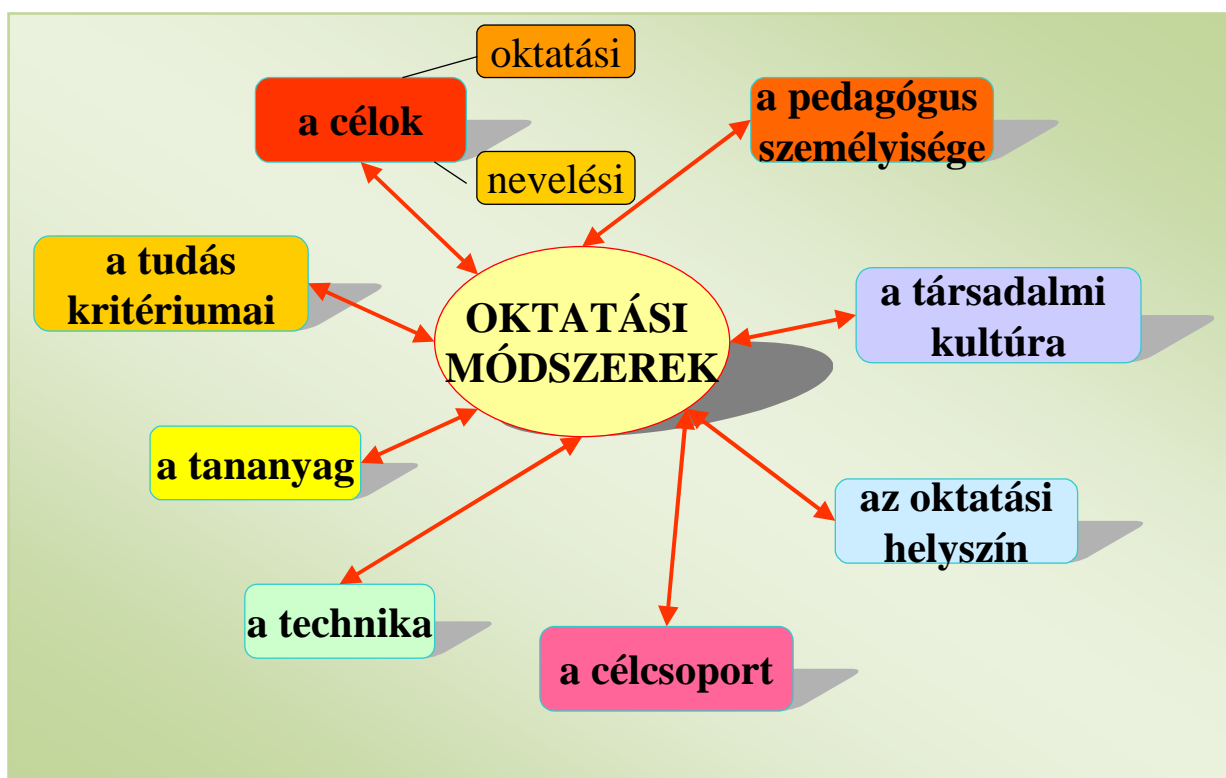 oktatási
a célok
nevelési
a pedagógus
személyisége
a tudás
kritériumai
OKTATÁSI
MÓDSZEREK
a társadalmi
kultúra
a tananyag
az oktatási
helyszín
a technika
a célcsoport